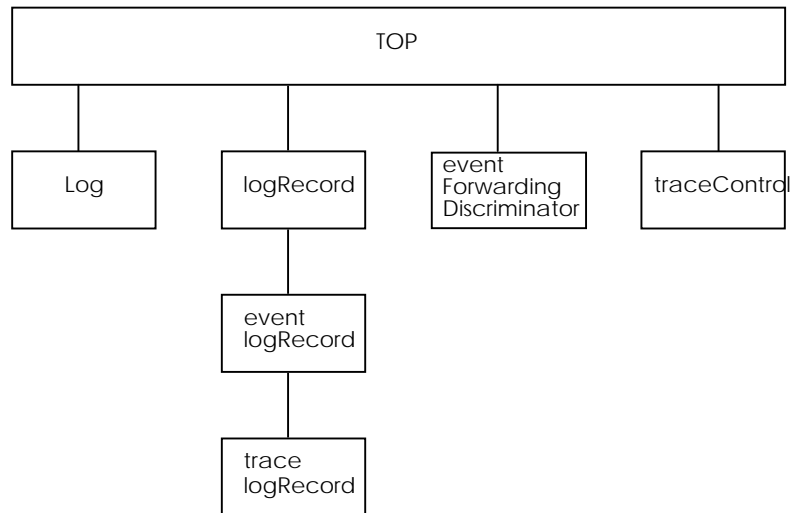 TOP
Log
logRecord
event
Forwarding
Discriminator
traceControl
event
logRecord
trace
logRecord